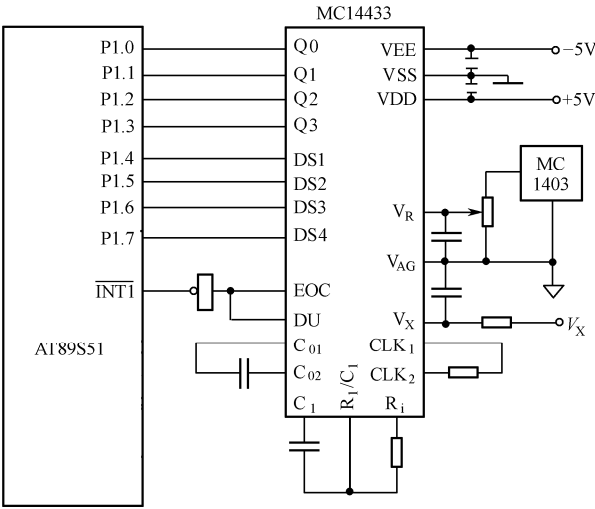 MC14433
P1.0 Q0 VEE −5V
P1.1 Q1 VSS
P1.2 Q2 VDD +5V
P1.3 Q3
P1.4 DS1 MC
P1.5 DS2 1403
P1.6 DS3 VR
P1.7 DS4
VAG
INT1 EOC
DU VX VX
AT89S51 C01 CLK1
C02 CLK2
C1 R1/C1 Ri